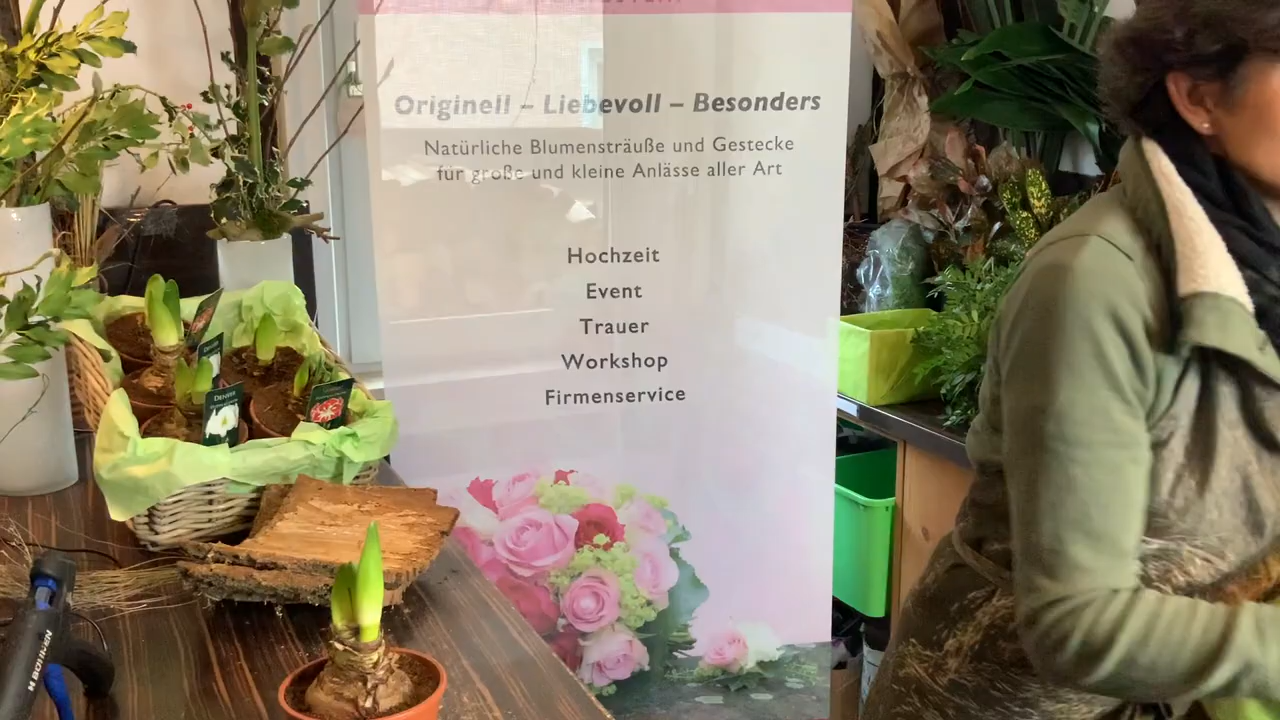 Originell – Liebevoll – Besonders
Natürliche Blumensträuße und Gestecke
für große und kleine Anlässe aller Art
Hochzeit
Event
Trauer
Workshop
Firmenservice
DENVER